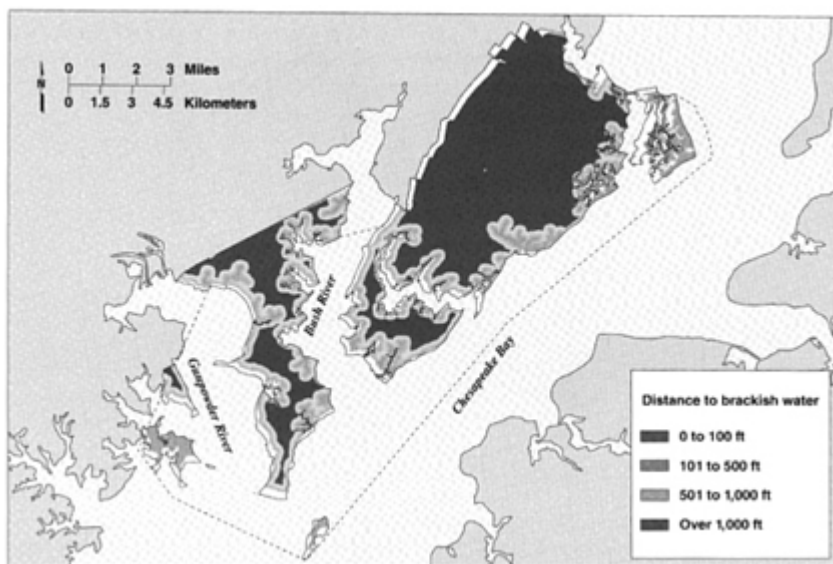 0 1 2 3 Miles
N
0 1.5 3 4.5 Kilometers
Bush River
Gunpowder River
Chesapeake Bay
Distance to brackish water
0 to 100 ft
101 to 500 ft
501 to 1,000 ft
Over 1,000 ft